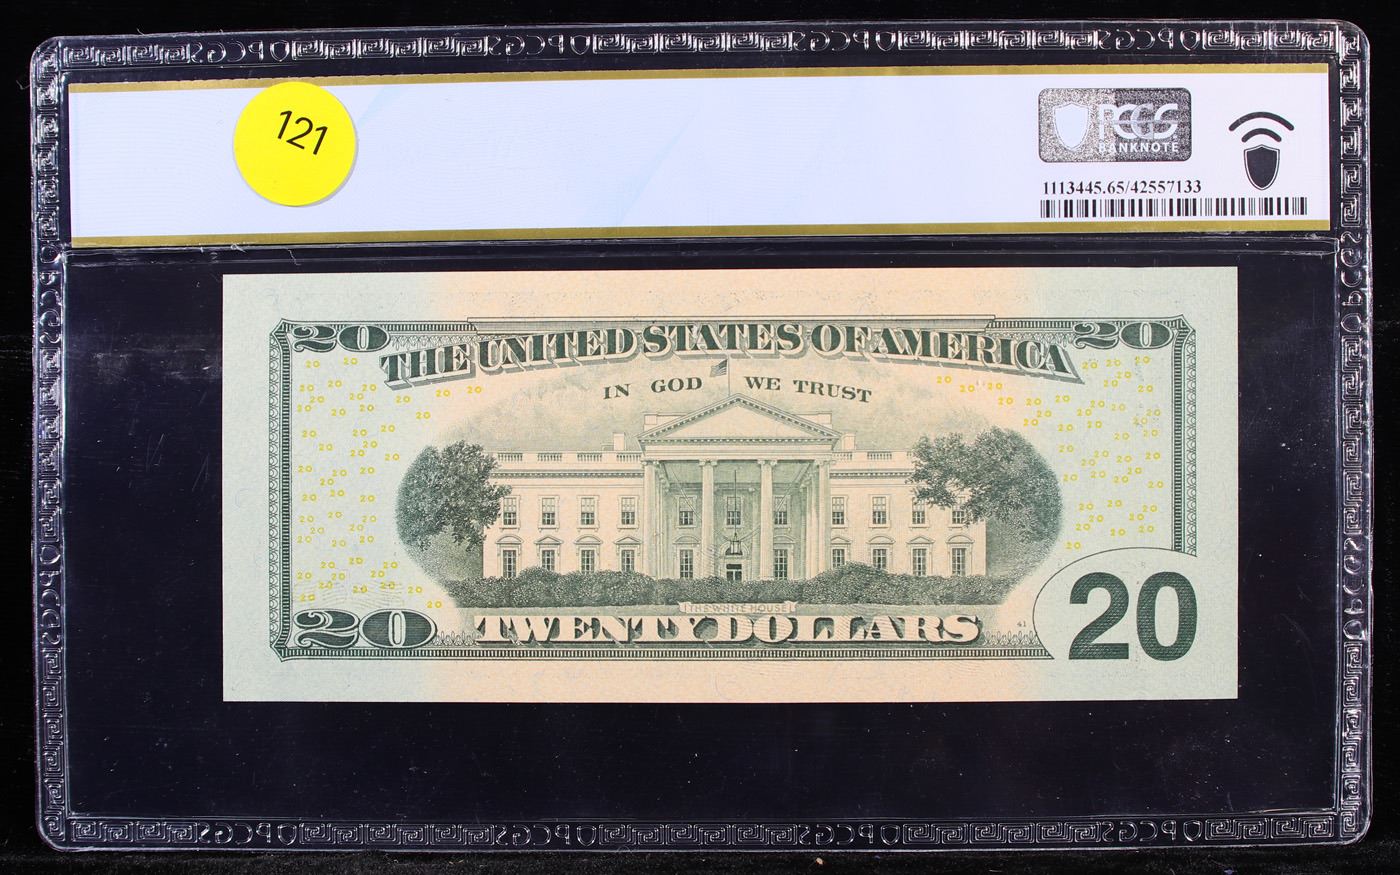 121
PCGS
BANKNOTE
1113445.65/42557133
20 20
THE UNITED STATES OF AMERICA
IN GOD WE TRUST
THE WHITE HOUSE
20 TWENTY DOLLARS 41 20